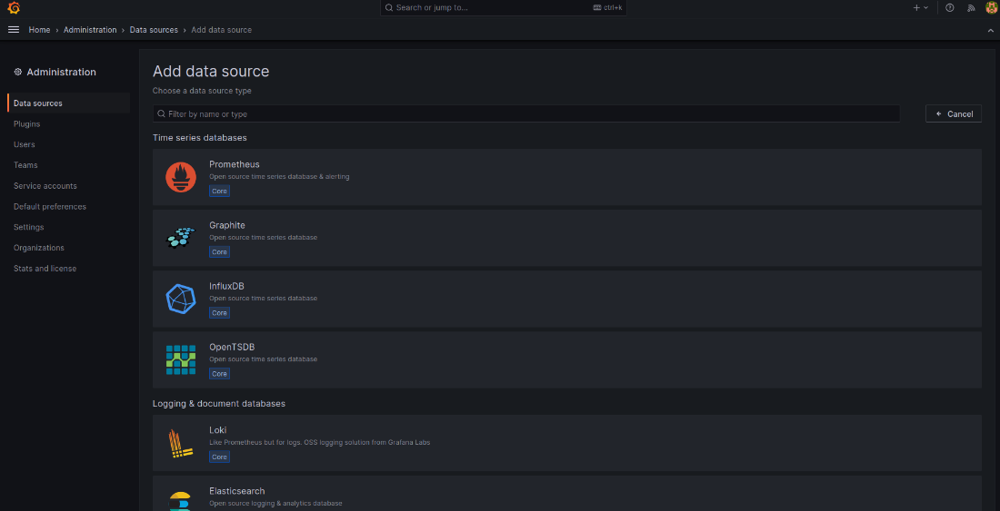 Search or jump to...
ctrl+k
Home › Administration › Data sources › Add data source
Administration
Data sources
Plugins
Users
Teams
Service accounts
Default preferences
Settings
Organizations
Stats and license
Add data source
Choose a data source type
Filter by name or type
Cancel
Time series databases
Prometheus
Open source time series database & alerting
Core
Graphite
Open source time series database
Core
InfluxDB
Open source time series database
Core
OpenTSDB
Open source time series database
Core
Logging & document databases
Loki
Like Prometheus but for logs. OSS logging solution from Grafana Labs
Core
Elasticsearch
Open source logging & analytics database